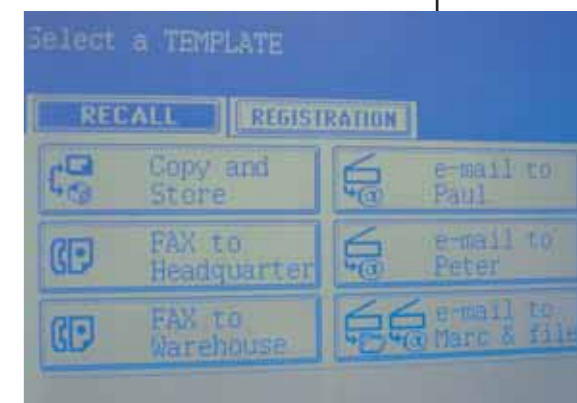 Select a TEMPLATE
RECALL REGISTRATION
Copy and
Store
e-mail to
Paul
FAX to
Headquarter
e-mail to
Peter
FAX to
Warehouse
e-mail to
Marc & file